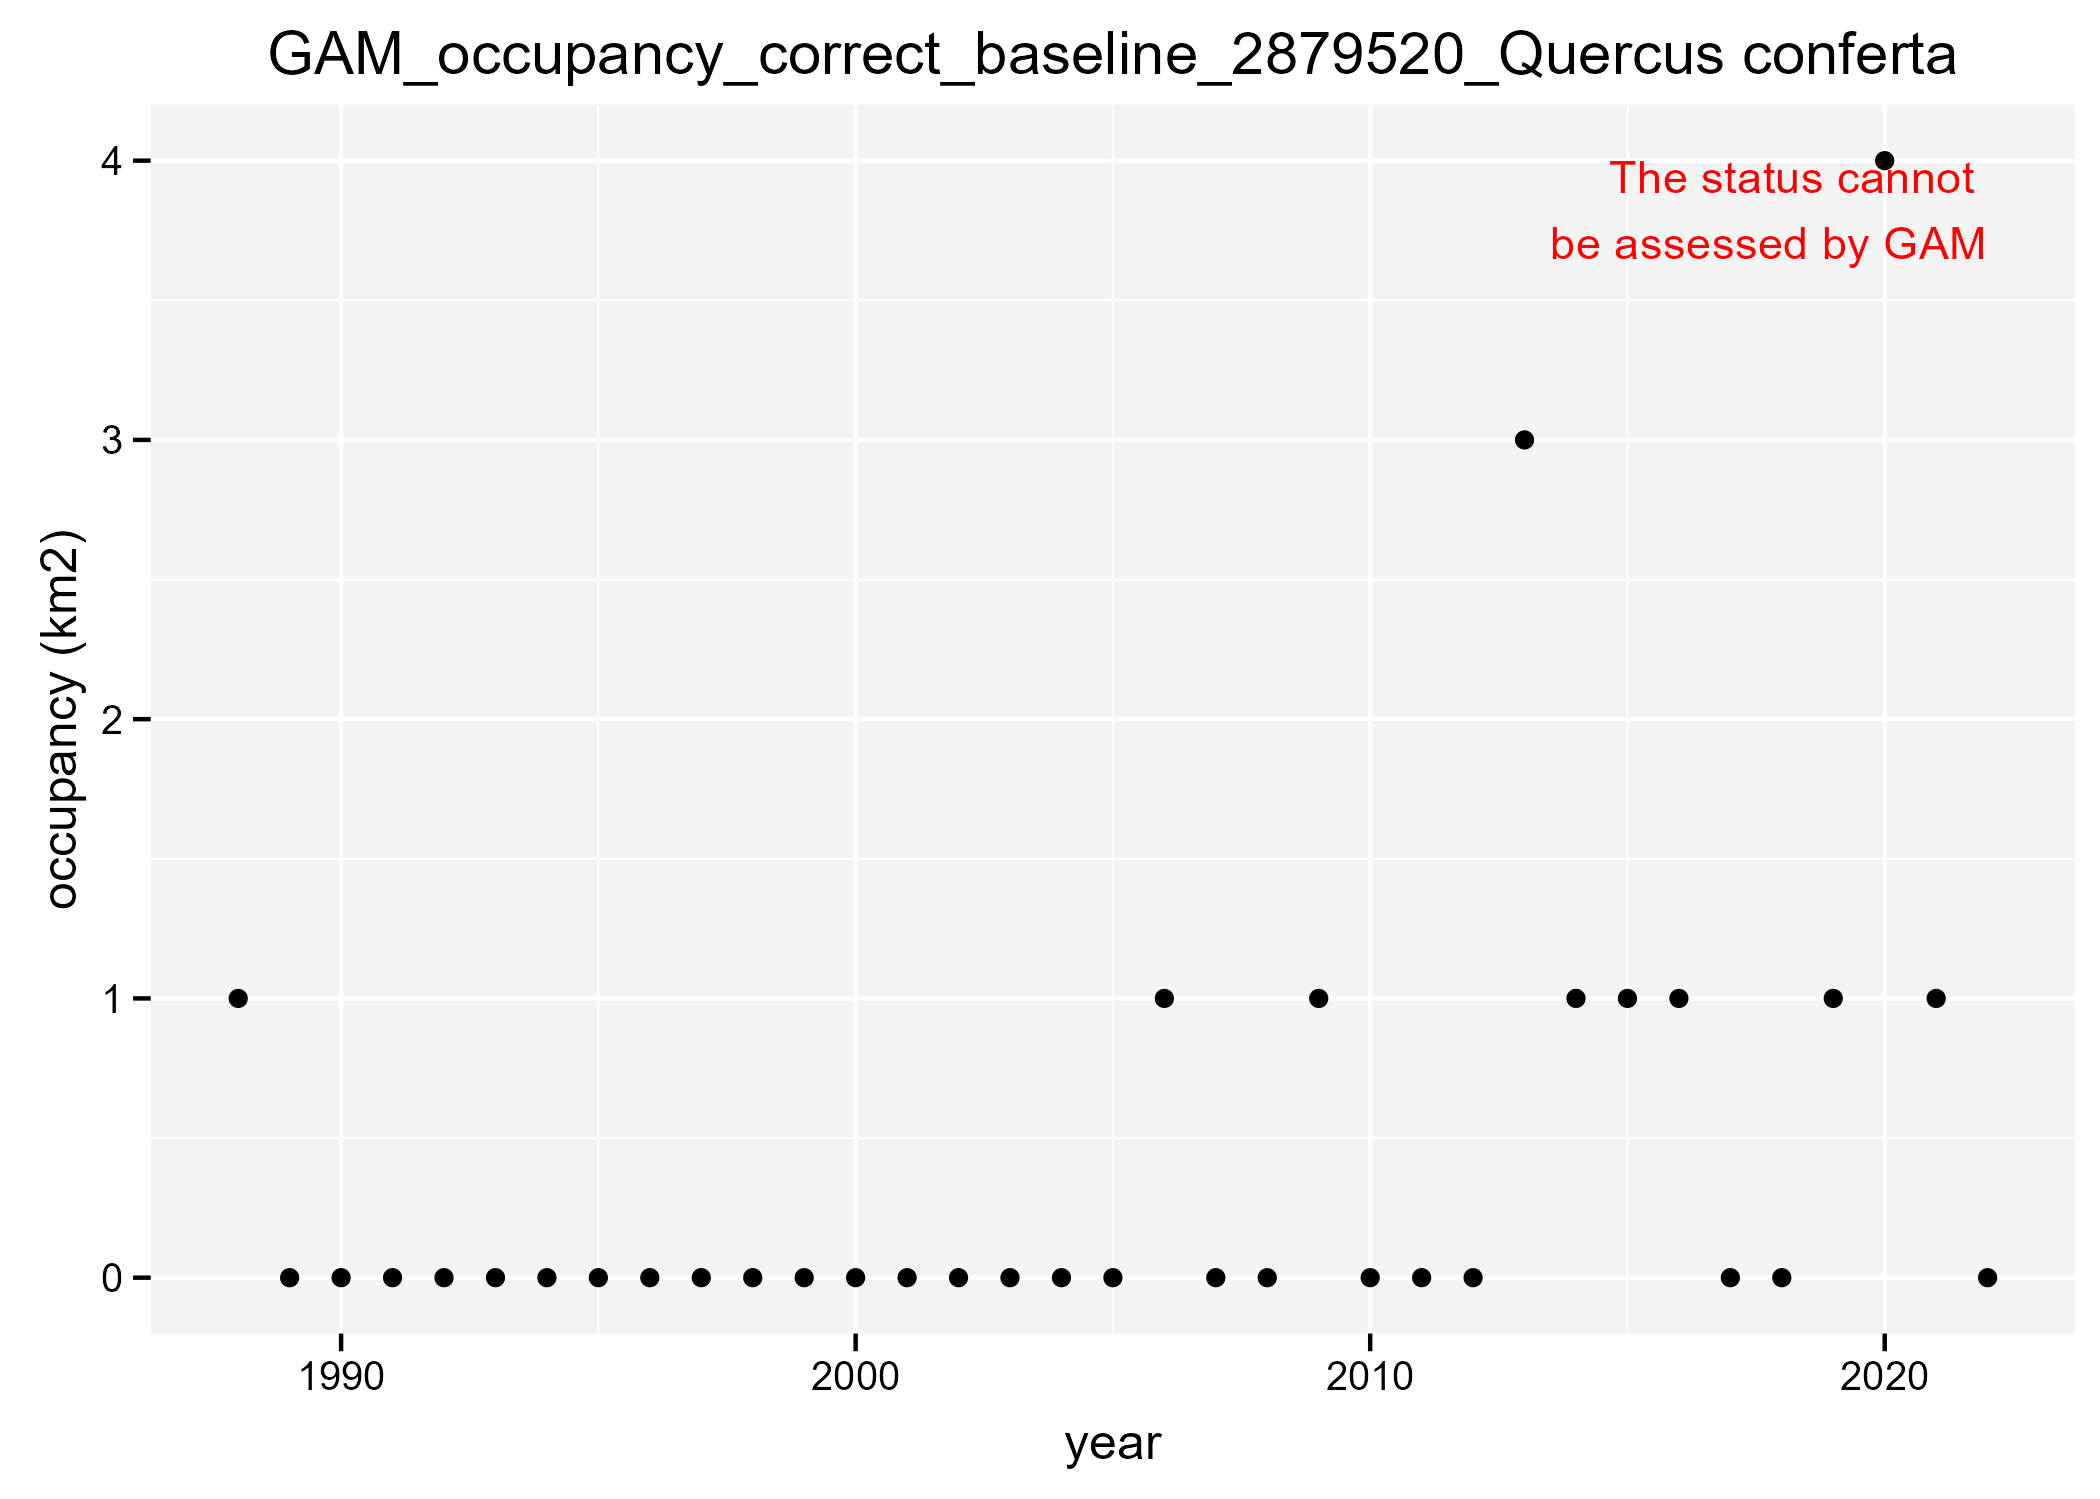 GAM_occupancy_correct_baseline_2879520_Quercus conferta
4
The status cannot
be assessed by GAM
3
occupancy (km2)
2
1
0
1990 2000 2010 2020
year